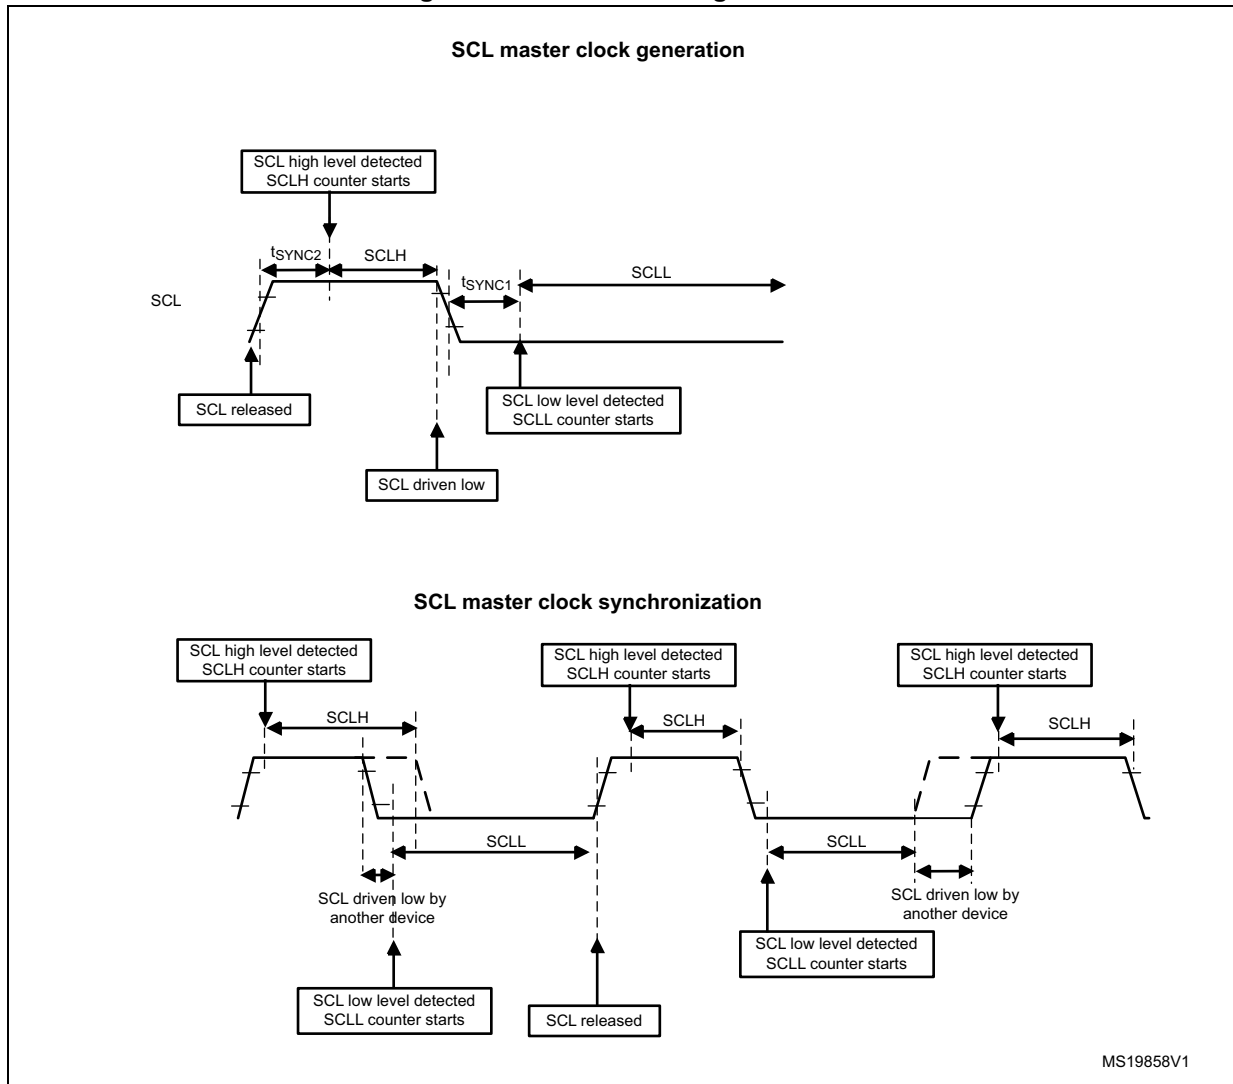 SCL master clock generation
SCL high level detected
SCLH counter starts
tSYNC2
SCLH
SCLL
tSYNC1
SCL
SCL released
SCL low level detected
SCLL counter starts
SCL driven low
SCL master clock synchronization
SCL high level detected
SCLH counter starts
SCL high level detected
SCLH counter starts
SCL high level detected
SCLH counter starts
SCLH
SCLH
SCLH
SCLL
SCLL
SCL driven low by
another device
SCL driven low by
another device
SCL low level detected
SCLL counter starts
SCL low level detected
SCLL counter starts
SCL released
MS19858V1